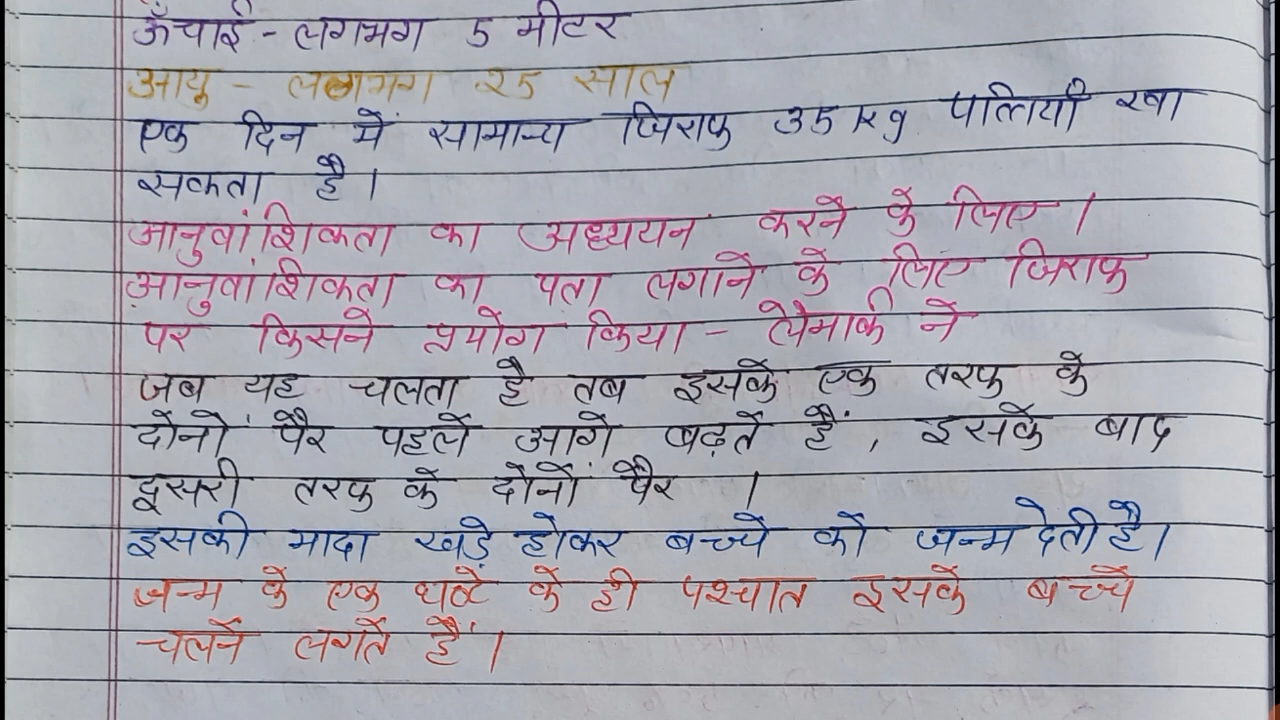 ऊँचाई - लगभग 5 मीटर
आयु - लगभग 25 साल
एक दिन में सामान्य जिराफ 35 kg पत्तियाँ खा
सकता है।
आनुवांशिकता का अध्ययन करने के लिए।
आनुवांशिकता का पता लगाने के लिए जिराफ
पर किसने प्रयोग किया - लैमार्क ने
जब यह चलता है तब इसके एक तरफ के
दोनों पैर पहले आगे बढ़ते हैं, इसके बाद
दूसरी तरफ के दोनों पैर ।
इसकी मादा खड़े होकर बच्चे को जन्म देती है।
जन्म के एक घण्टे के ही पश्चात इसके बच्चे
चलने लगते हैं।